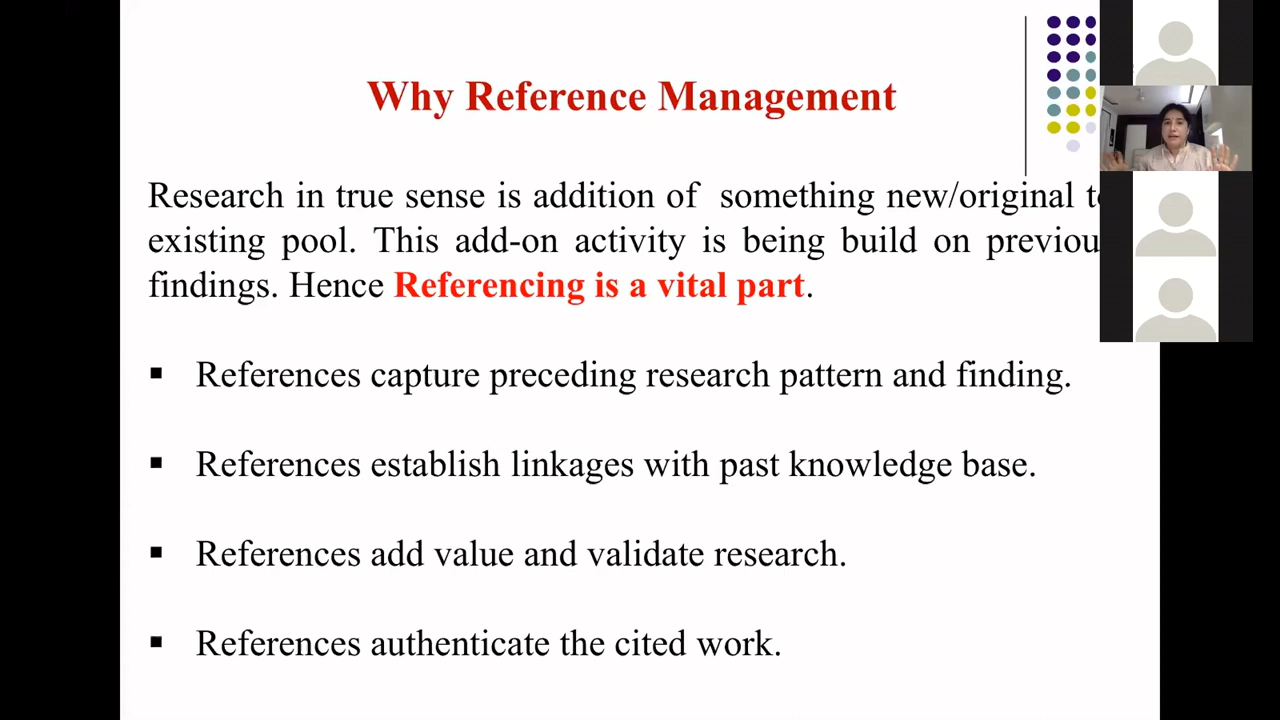 Why Reference Management
Research in true sense is addition of something new/original
existing pool. This add-on activity is being build on
findings. Hence Referencing is a vital part.
▪ References capture preceding research pattern and finding.
▪ References establish linkages with past knowledge base.
▪ References add value and validate research.
▪ References authenticate the cited work.